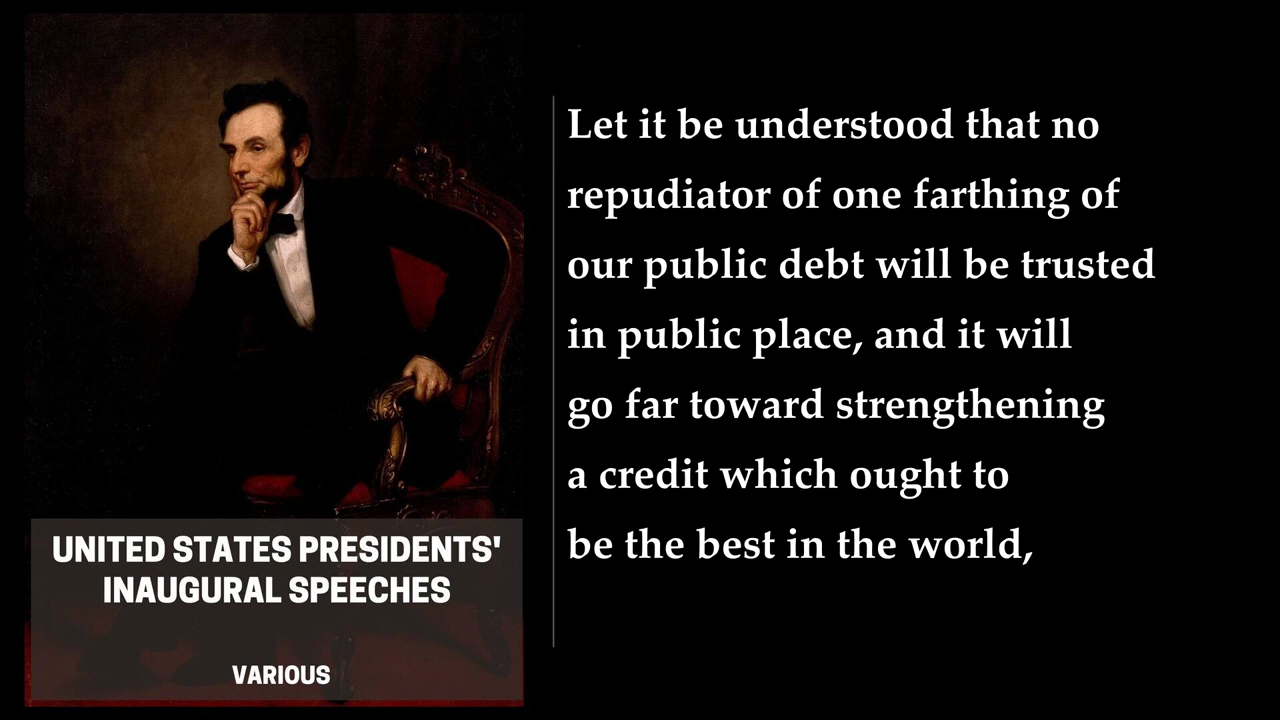 UNITED STATES PRESIDENTS'
INAUGURAL SPEECHES
VARIOUS
Let it be understood that no
repudiator of one farthing of
our public debt will be trusted
in public place, and it will
go far toward strengthening
a credit which ought to
be the best in the world,